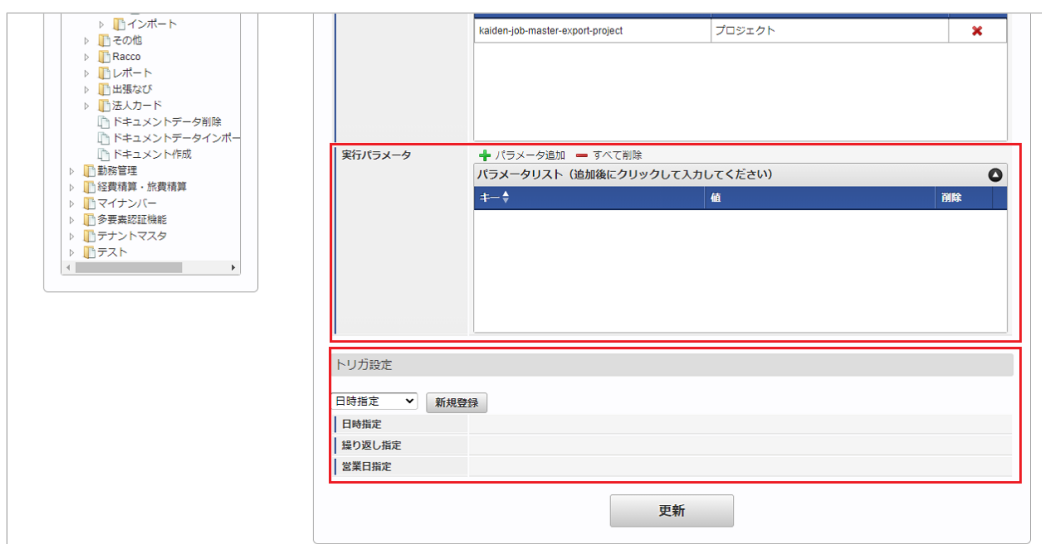 インポート
その他
Racco
レポート
出張なび
法人カード
ドキュメントデータ削除
ドキュメントデータインポー
ドキュメント作成
勤務管理
経費精算・旅費精算
マイナンバー
多要素認証機能
テナントマスタ
テスト
kaiden-job-master-export-project プロジェクト
実行パラメータ
パラメータ追加 すべて削除
パラメータリスト（追加後にクリックして入力してください）
キー 値 削除
トリガ設定
日時指定 新規登録
日時指定
繰り返し指定
営業日指定
更新